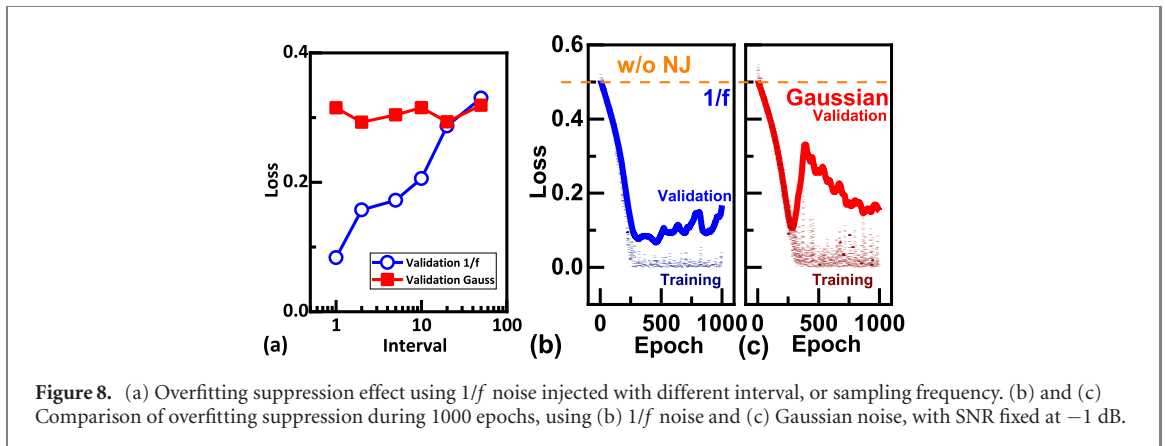 0.4
0.2
0.0
Loss
1
10
100
Interval
Validation 1/f
Validation Gauss
(a)
0.6
0.4
0.2
0.0
Loss
w/o NJ
1/f
Validation
Training
0
500
1000
Epoch
(b)
Gaussian
Validation
Training
0
500
1000
Epoch
(c)
Figure 8. (a) Overfitting suppression effect using 1/f noise injected with different interval, or sampling frequency. (b) and (c)
Comparison of overfitting suppression during 1000 epochs, using (b) 1/f noise and (c) Gaussian noise, with SNR fixed at −1 dB.